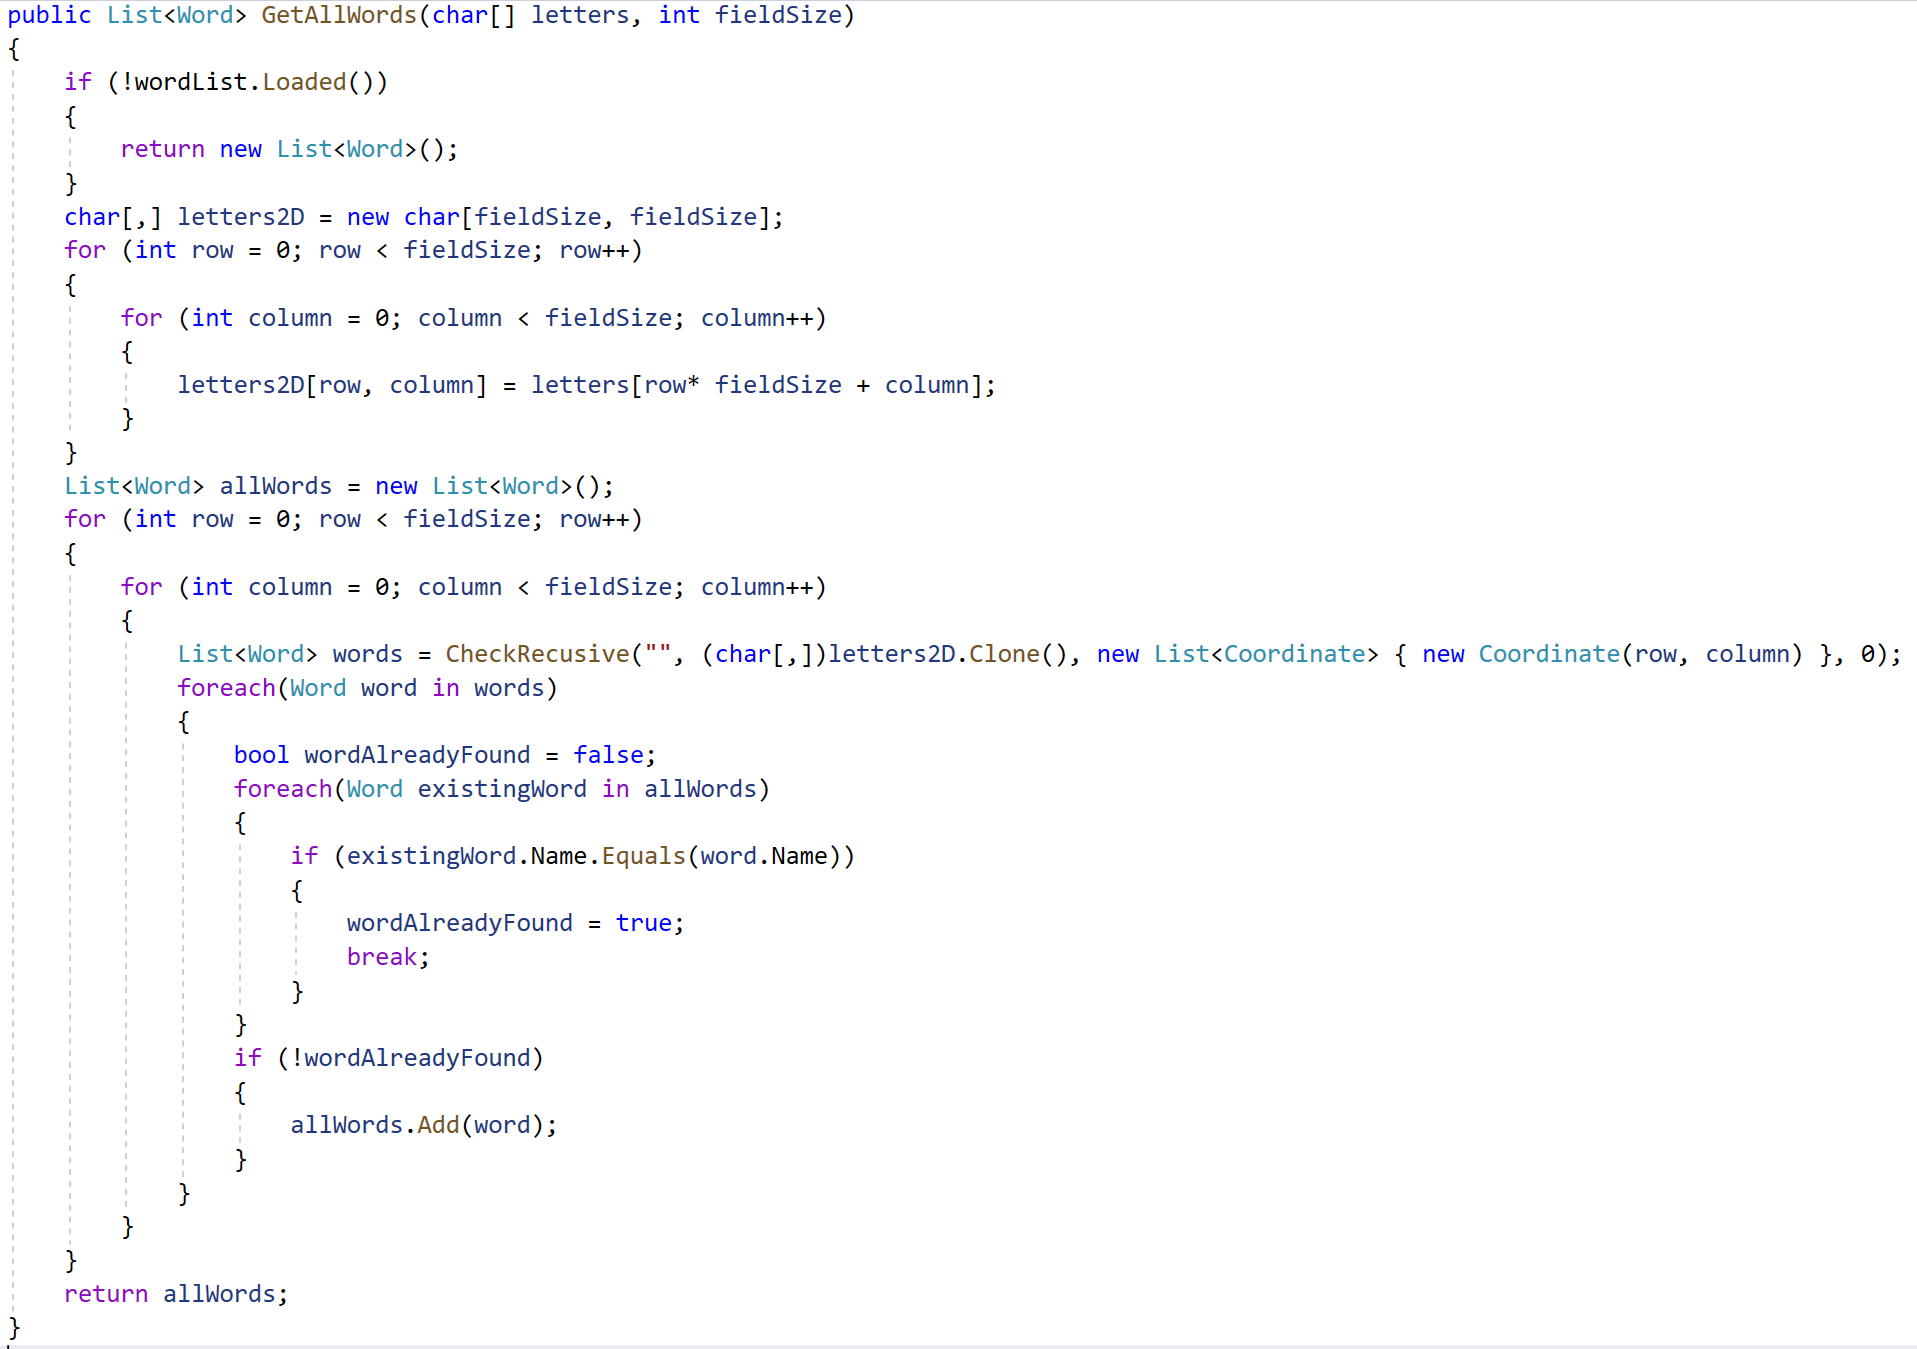 public List<Word> GetAllWords(char[] letters, int fieldSize)
{
    if (!wordList.Loaded())
    {
        return new List<Word>();
    }
    char[,] letters2D = new char[fieldSize, fieldSize];
    for (int row = 0; row < fieldSize; row++)
    {
        for (int column = 0; column < fieldSize; column++)
        {
            letters2D[row, column] = letters[row* fieldSize + column];
        }
    }
    List<Word> allWords = new List<Word>();
    for (int row = 0; row < fieldSize; row++)
    {
        for (int column = 0; column < fieldSize; column++)
        {
            List<Word> words = CheckRecusive("", (char[,])letters2D.Clone(), new List<Coordinate> { new Coordinate(row, column) }, 0);
            foreach(Word word in words)
            {
                bool wordAlreadyFound = false;
                foreach(Word existingWord in allWords)
                {
                    if (existingWord.Name.Equals(word.Name))
                    {
                        wordAlreadyFound = true;
                        break;
                    }
                }
                if (!wordAlreadyFound)
                {
                    allWords.Add(word);
                }
            }
        }
    }
    return allWords;
}